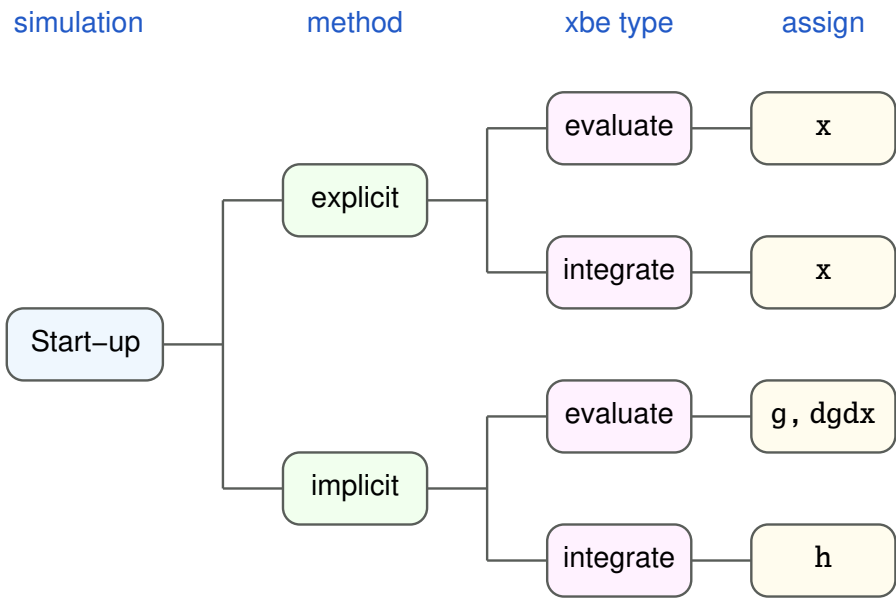 simulation method xbe type assign
evaluate x
explicit
integrate x
Start–up
evaluate g, dgdx
implicit
integrate h